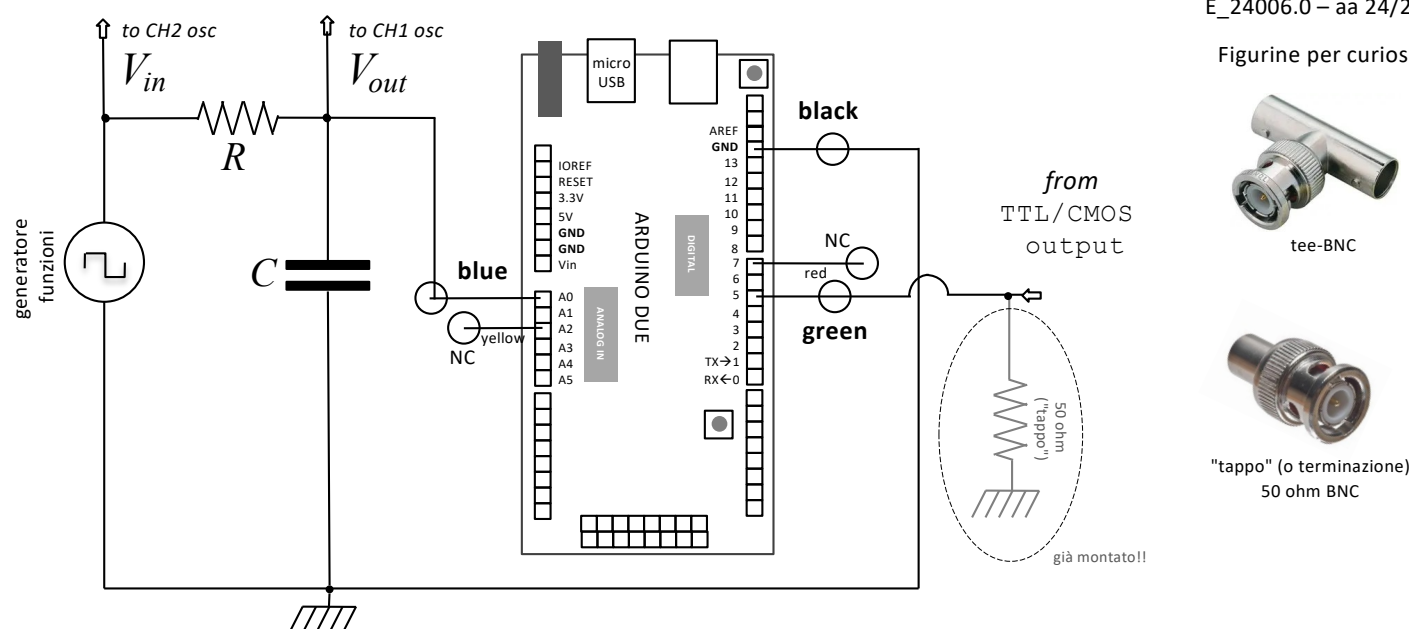 E_24006.0 – aa 24/2
Figurine per curios
to CH2 osc
V_in
to CH1 osc
V_out
R
C
generatore
funzioni
micro
USB
AREF
GND
13
12
11
10
9
8
7
6
5
4
3
2
TX→1
RX←0
IOREF
RESET
3.3V
5V
GND
GND
Vin
A0
A1
A2
A3
A4
A5
ANALOG IN
ARDUINO DUE
DIGITAL
blue
yellow
NC
black
NC
red
green
from
TTL/CMOS
output
50 ohm
("tappo")
già montato!!
tee-BNC
"tappo" (o terminazione)
50 ohm BNC